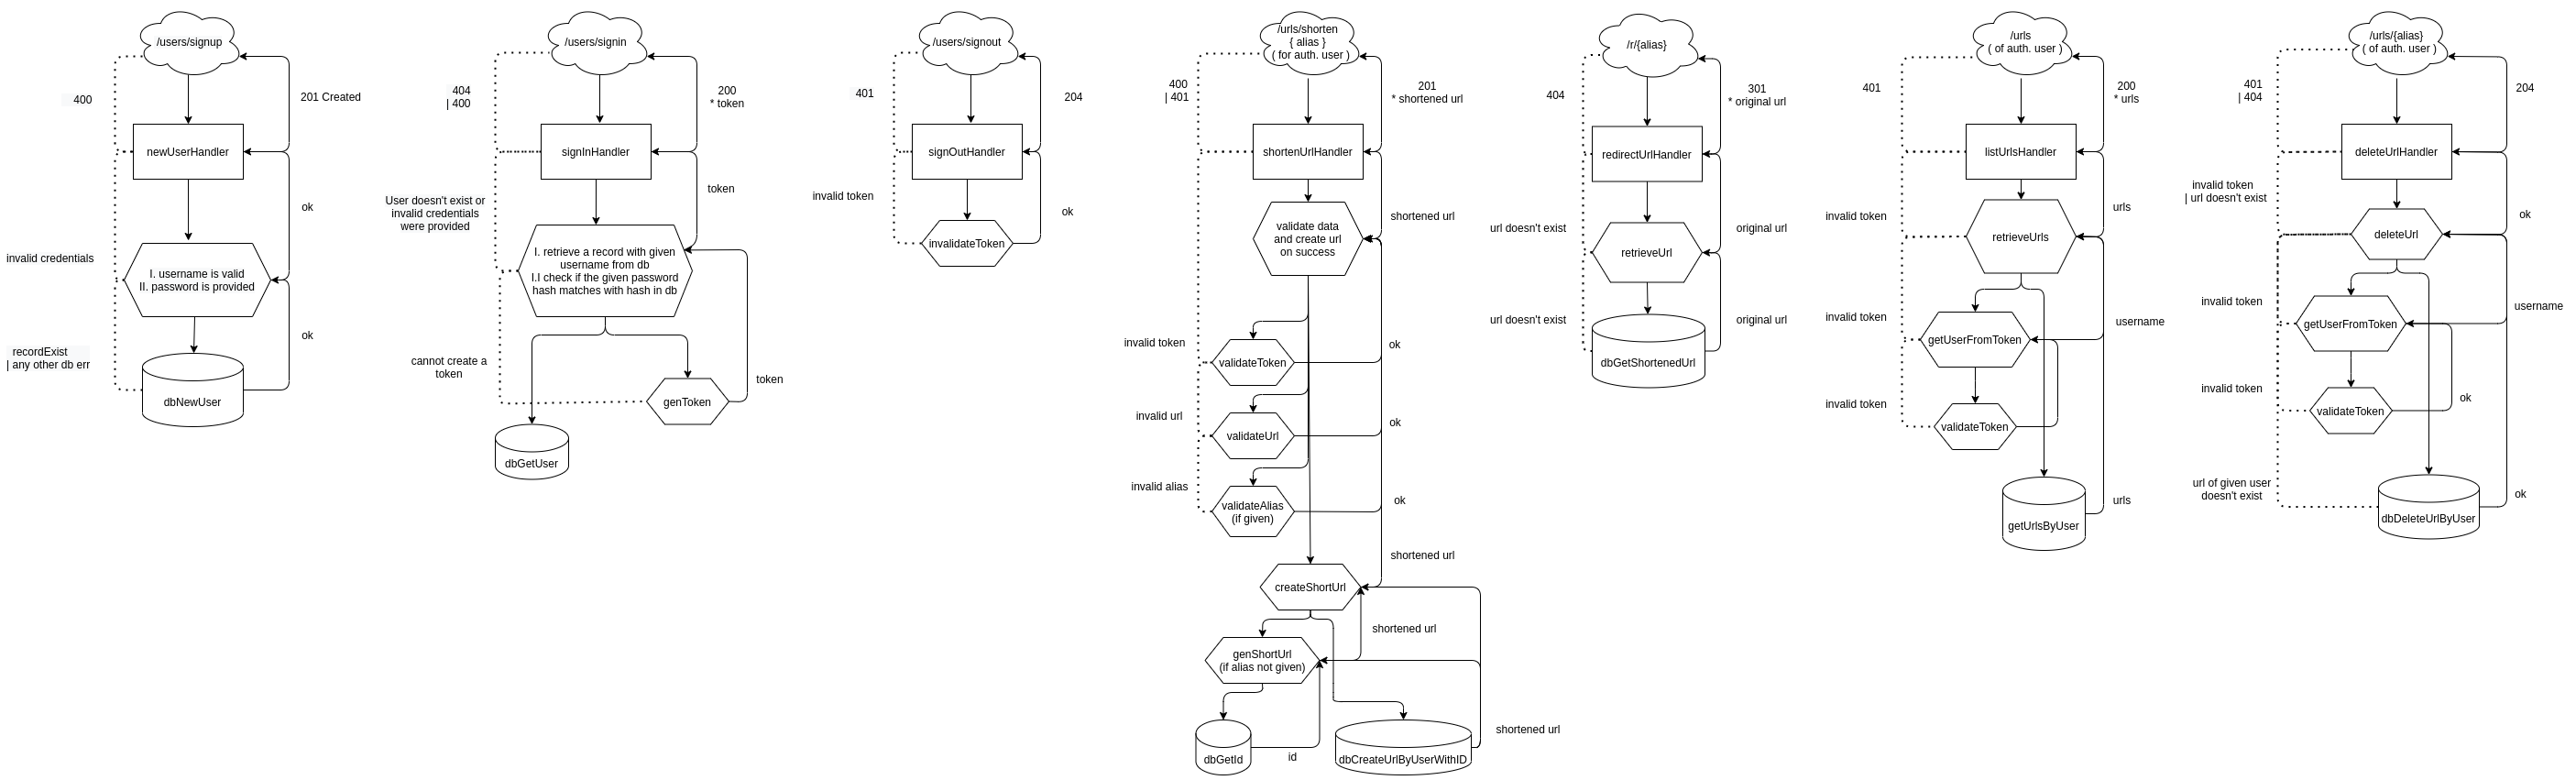 /users/signup
400
201 Created
newUserHandler
ok
invalid credentials
I. username is valid
II. password is provided
ok
recordExist
| any other db err
dbNewUser
/users/signin
404
| 400
200
* token
signInHandler
token
User doesn't exist or
invalid credentials
were provided
I. retrieve a record with given
username from db
I.I check if the given password
hash matches with hash in db
cannot create a
token
genToken
token
dbGetUser
/users/signout
401
204
signOutHandler
invalid token
ok
invalidateToken
/urls/shorten
{ alias }
( for auth. user )
400
| 401
201
* shortened url
shortenUrlHandler
shortened url
validate data
and create url
on success
invalid token
validateToken
ok
invalid url
validateUrl
ok
invalid alias
validateAlias
(if given)
ok
shortened url
createShortUrl
shortened url
genShortUrl
(if alias not given)
shortened url
dbGetId
id
dbCreateUrlByUserWithID
/r/{alias}
404
301
* original url
redirectUrlHandler
url doesn't exist
original url
retrieveUrl
url doesn't exist
original url
dbGetShortenedUrl
/urls
( of auth. user )
401
200
* urls
listUrlsHandler
invalid token
urls
retrieveUrls
invalid token
username
getUserFromToken
invalid token
validateToken
urls
getUrlsByUser
/urls/{alias}
( of auth. user )
401
| 404
204
deleteUrlHandler
invalid token
| url doesn't exist
ok
deleteUrl
invalid token
username
getUserFromToken
invalid token
ok
validateToken
url of given user
doesn't exist
ok
dbDeleteUrlByUser